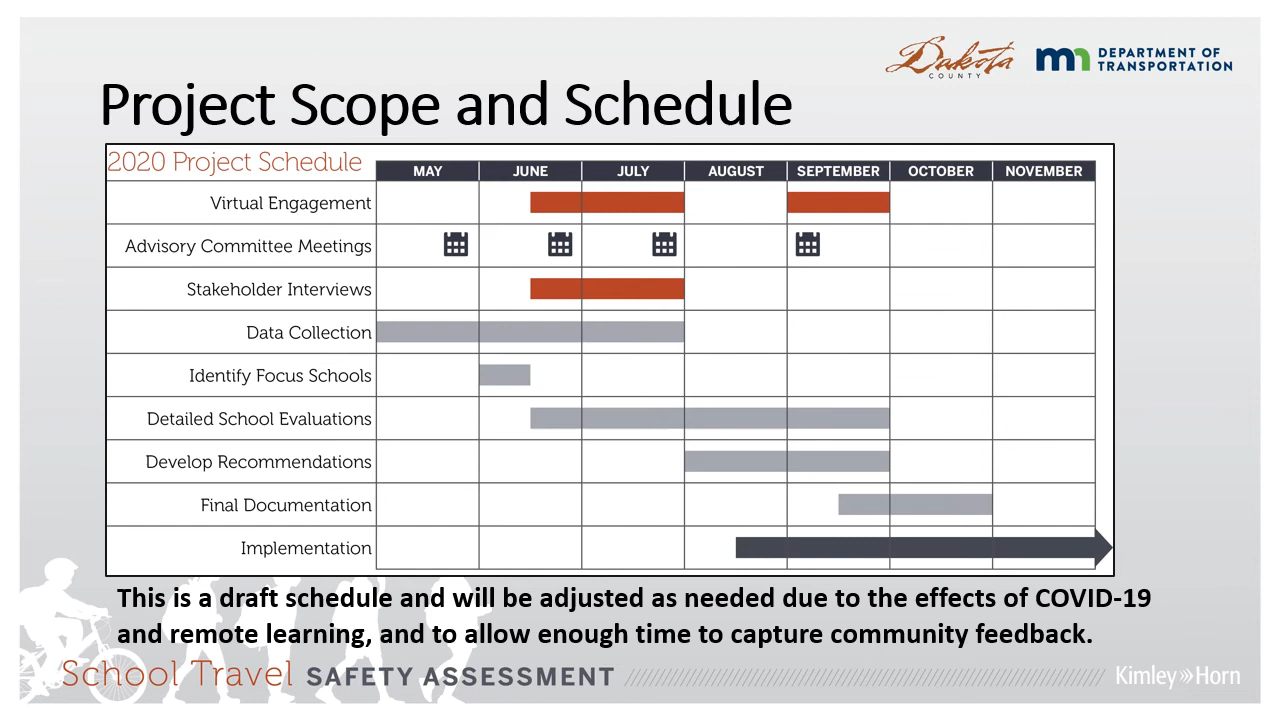 Dakota
COUNTY
mn DEPARTMENT OF
TRANSPORTATION
Project Scope and Schedule
2020 Project Schedule
MAY JUNE JULY AUGUST SEPTEMBER OCTOBER NOVEMBER
Virtual Engagement
Advisory Committee Meetings
Stakeholder Interviews
Data Collection
Identify Focus Schools
Detailed School Evaluations
Develop Recommendations
Final Documentation
Implementation
This is a draft schedule and will be adjusted as needed due to the effects of COVID-19
and remote learning, and to allow enough time to capture community feedback.
School Travel SAFETY ASSESSMENT
Kimley»Horn